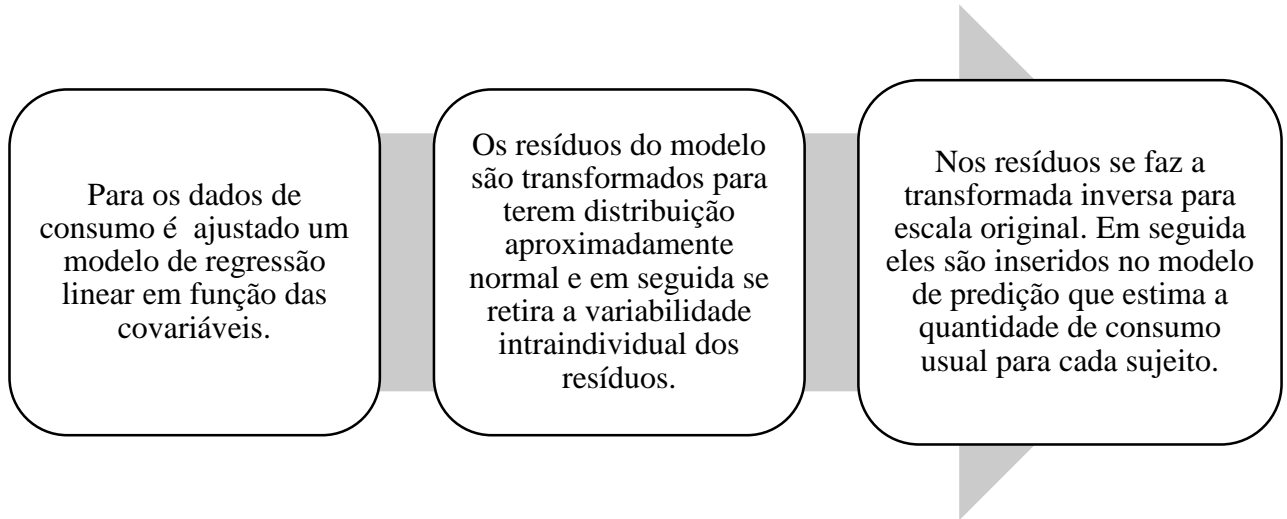 Para os dados de
consumo é ajustado um
modelo de regressão
linear em função das
covariáveis.
Os resíduos do modelo
são transformados para
terem distribuição
aproximadamente
normal e em seguida se
retira a variabilidade
intraindividual dos
resíduos.
Nos resíduos se faz a
transformada inversa para
escala original. Em seguida
eles são inseridos no modelo
de predição que estima a
quantidade de consumo
usual para cada sujeito.